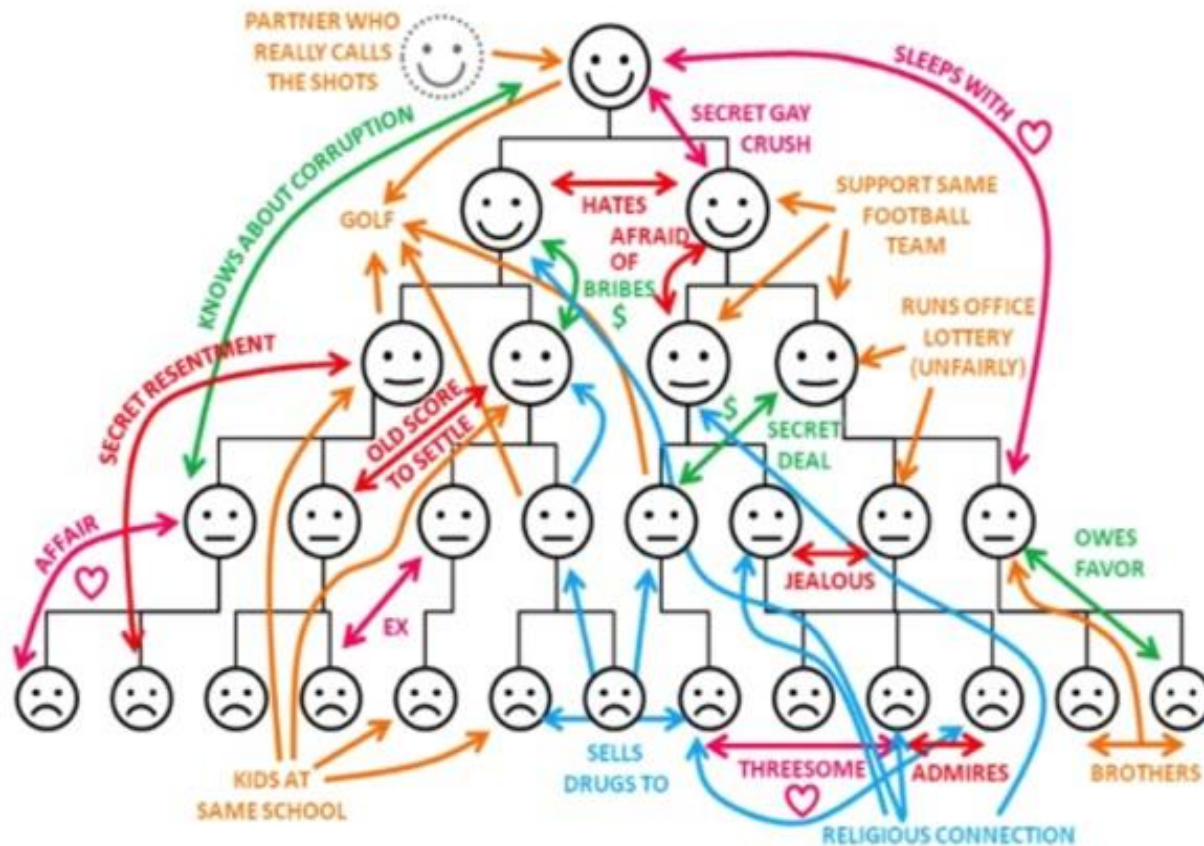 PARTNER WHO
REALLY CALLS
THE SHOTS
SLEEPS WITH
SECRET GAY
CRUSH
KNOWS ABOUT CORRUPTION
HATES
GOLF
SUPPORT SAME
FOOTBALL
TEAM
AFRAID
OF
BRIBES
$
RUNS OFFICE
LOTTERY
(UNFAIRLY)
SECRET RESENTMENT
OLD SCORE
TO SETTLE
$
SECRET
DEAL
AFFAIR
JEALOUS
OWES
FAVOR
EX
KIDS AT
SAME SCHOOL
SELLS
DRUGS TO
THREESOME
ADMIRES
BROTHERS
RELIGIOUS CONNECTION